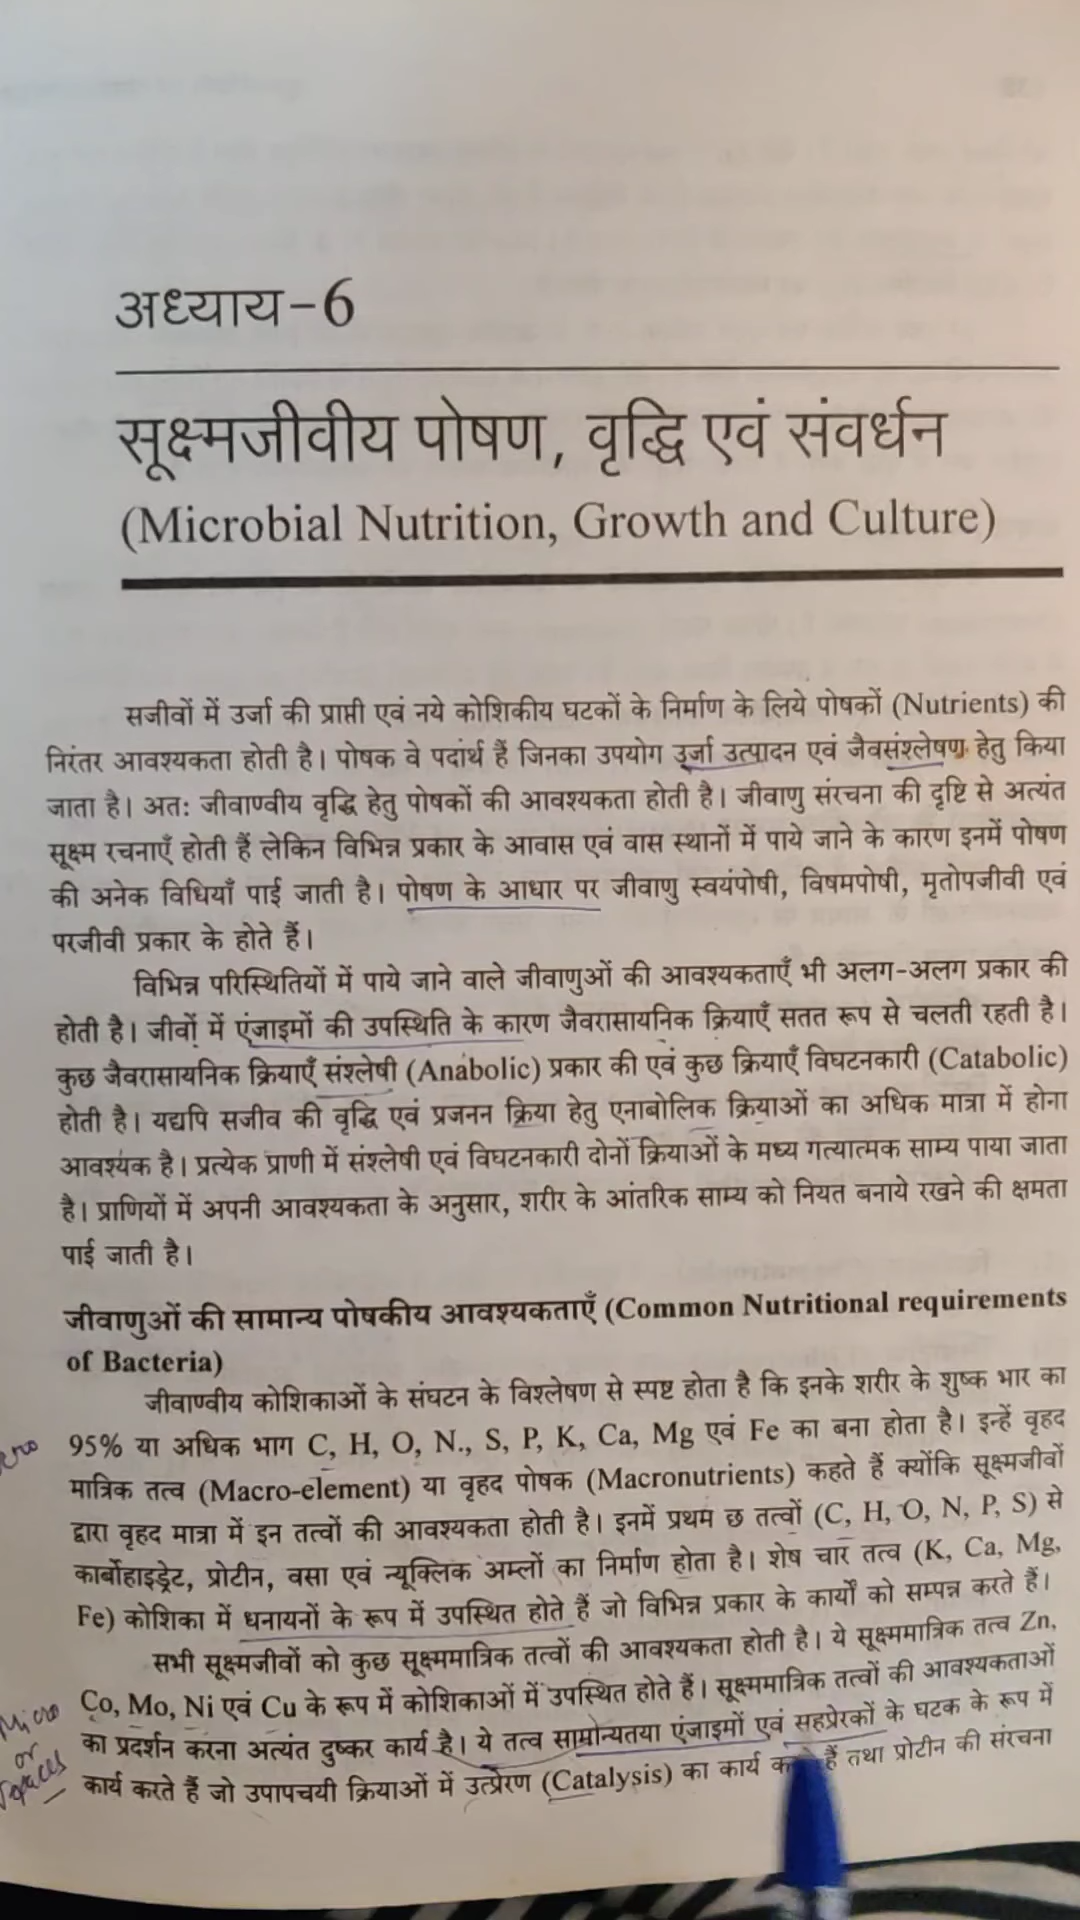 अध्याय-6
सूक्ष्मजीवीय पोषण, वृद्धि एवं संवर्धन
(Microbial Nutrition, Growth and Culture)
सजीवों में उर्जा की प्राप्ती एवं नये कोशिकीय घटकों के निर्माण के लिये पोषकों (Nutrients) की
निरंतर आवश्यकता होती है। पोषक वे पदार्थ हैं जिनका उपयोग उर्जा उत्पादन एवं जैवसंश्लेषण हेतु किया
जाता है। अतः जीवाण्वीय वृद्धि हेतु पोषकों की आवश्यकता होती है। जीवाणु संरचना की दृष्टि से अत्यंत
सूक्ष्म रचनाएँ होती हैं लेकिन विभिन्न प्रकार के आवास एवं वास स्थानों में पाये जाने के कारण इनमें पोषण
की अनेक विधियाँ पाई जाती है। पोषण के आधार पर जीवाणु स्वयंपोषी, विषमपोषी, मृतोपजीवी एवं
परजीवी प्रकार के होते हैं।
विभिन्न परिस्थितियों में पाये जाने वाले जीवाणुओं की आवश्यकताएँ भी अलग-अलग प्रकार की
होती है। जीवों में एंजाइमों की उपस्थिति के कारण जैवरासायनिक क्रियाएँ सतत रूप से चलती रहती है।
कुछ जैवरासायनिक क्रियाएँ संश्लेषी (Anabolic) प्रकार की एवं कुछ क्रियाएँ विघटनकारी (Catabolic)
होती है। यद्यपि सजीव की वृद्धि एवं प्रजनन क्रिया हेतु एनाबोलिक क्रियाओं का अधिक मात्रा में होना
आवश्यक है। प्रत्येक प्राणी में संश्लेषी एवं विघटनकारी दोनों क्रियाओं के मध्य गत्यात्मक साम्य पाया जाता
है। प्राणियों में अपनी आवश्यकता के अनुसार, शरीर के आंतरिक साम्य को नियत बनाये रखने की क्षमता
पाई जाती है।
जीवाणुओं की सामान्य पोषकीय आवश्यकताएँ (Common Nutritional requirements
of Bacteria)
जीवाण्वीय कोशिकाओं के संघटन के विश्लेषण से स्पष्ट होता है कि इनके शरीर के शुष्क भार का
95% या अधिक भाग C, H, O, N., S, P, K, Ca, Mg एवं Fe का बना होता है। इन्हें वृहद
मात्रिक तत्व (Macro-element) या वृहद पोषक (Macronutrients) कहते हैं क्योंकि सूक्ष्मजीवों
द्वारा वृहद मात्रा में इन तत्वों की आवश्यकता होती है। इनमें प्रथम छ तत्वों (C, H, O, N, P, S) से
कार्बोहाइड्रेट, प्रोटीन, वसा एवं न्यूक्लिक अम्लों का निर्माण होता है। शेष चार तत्व (K, Ca, Mg,
Fe) कोशिका में धनायनों के रूप में उपस्थित होते हैं जो विभिन्न प्रकार के कार्यों को सम्पन्न करते हैं।
सभी सूक्ष्मजीवों को कुछ सूक्ष्ममात्रिक तत्वों की आवश्यकता होती है। ये सूक्ष्ममात्रिक तत्व Zn,
Micro Co, Mo, Ni एवं Cu के रूप में कोशिकाओं में उपस्थित होते हैं। सूक्ष्ममात्रिक तत्वों की आवश्यकताओं
or का प्रदर्शन करना अत्यंत दुष्कर कार्य है। ये तत्व सामान्यतया एंजाइमों एवं सहप्रेरकों के घटक के रूप में
कार्य करते हैं जो उपापचयी क्रियाओं में उत्प्रेरण (Catalysis) का कार्य हैं तथा प्रोटीन की संरचना